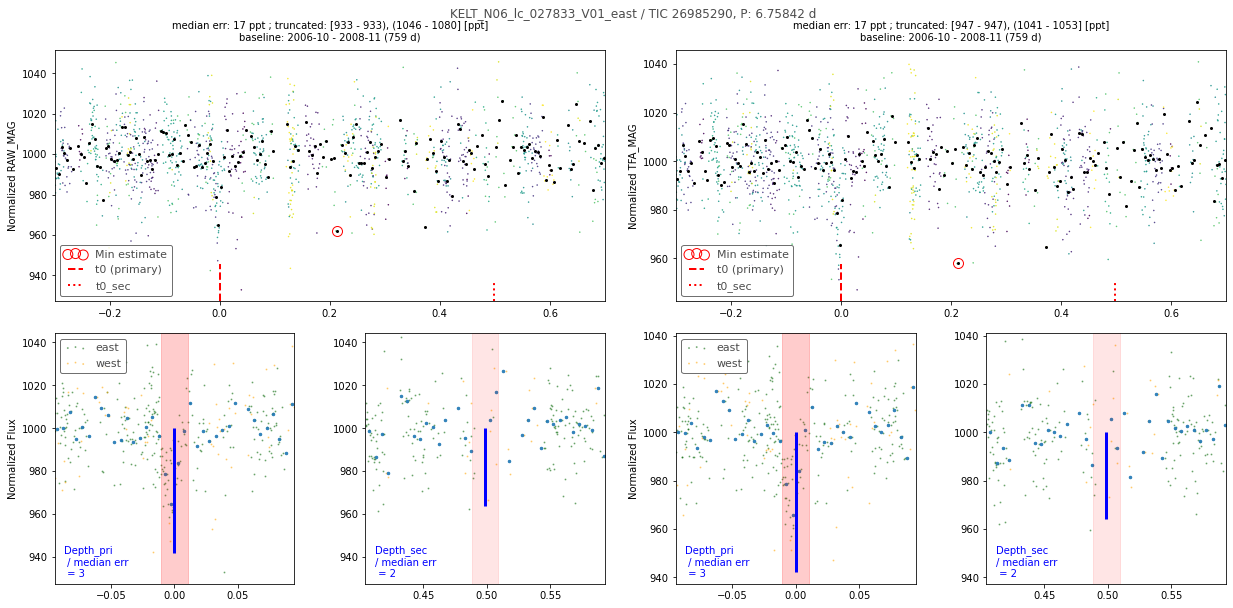 KELT_N06_lc_027833_V01_east / TIC 26985290, P: 6.75842 d
median err: 17 ppt ; truncated: [933 - 933), (1046 - 1080] [ppt]
baseline: 2006-10 - 2008-11 (759 d)
median err: 17 ppt ; truncated: [947 - 947), (1041 - 1053] [ppt]
baseline: 2006-10 - 2008-11 (759 d)
Normalized RAW_MAG
1040
1020
1000
980
960
940
Min estimate
t0 (primary)
t0_sec
−0.2
0.0
0.2
0.4
0.6
Normalized TFA_MAG
1040
1020
1000
980
960
Min estimate
t0 (primary)
t0_sec
−0.2
0.0
0.2
0.4
0.6
Normalized Flux
1040
1020
1000
980
960
940
east
west
Depth_pri
/ median err
= 3
−0.05
0.00
0.05
1040
1020
1000
980
960
940
Depth_sec
/ median err
= 2
0.45
0.50
0.55
Normalized Flux
1040
1020
1000
980
960
940
east
west
Depth_pri
/ median err
= 3
−0.05
0.00
0.05
1040
1020
1000
980
960
940
Depth_sec
/ median err
= 2
0.45
0.50
0.55